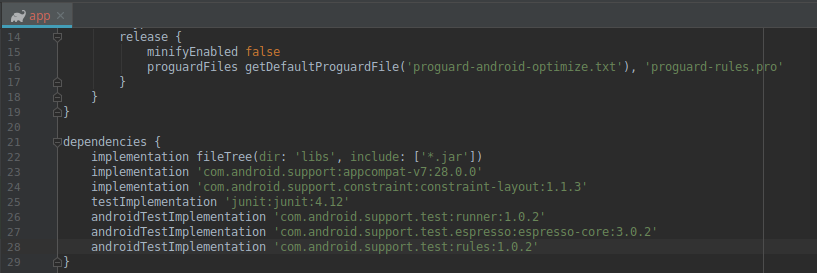 app
14 release {
15 minifyEnabled false
16 proguardFiles getDefaultProguardFile('proguard-android-optimize.txt'), 'proguard-rules.pro'
17 }
18 }
19 }
20
21 dependencies {
22 implementation fileTree(dir: 'libs', include: ['*.jar'])
23 implementation 'com.android.support:appcompat-v7:28.0.0'
24 implementation 'com.android.support.constraint:constraint-layout:1.1.3'
25 testImplementation 'junit:junit:4.12'
26 androidTestImplementation 'com.android.support.test:runner:1.0.2'
27 androidTestImplementation 'com.android.support.test.espresso:espresso-core:3.0.2'
28 androidTestImplementation 'com.android.support.test:rules:1.0.2'
29 }